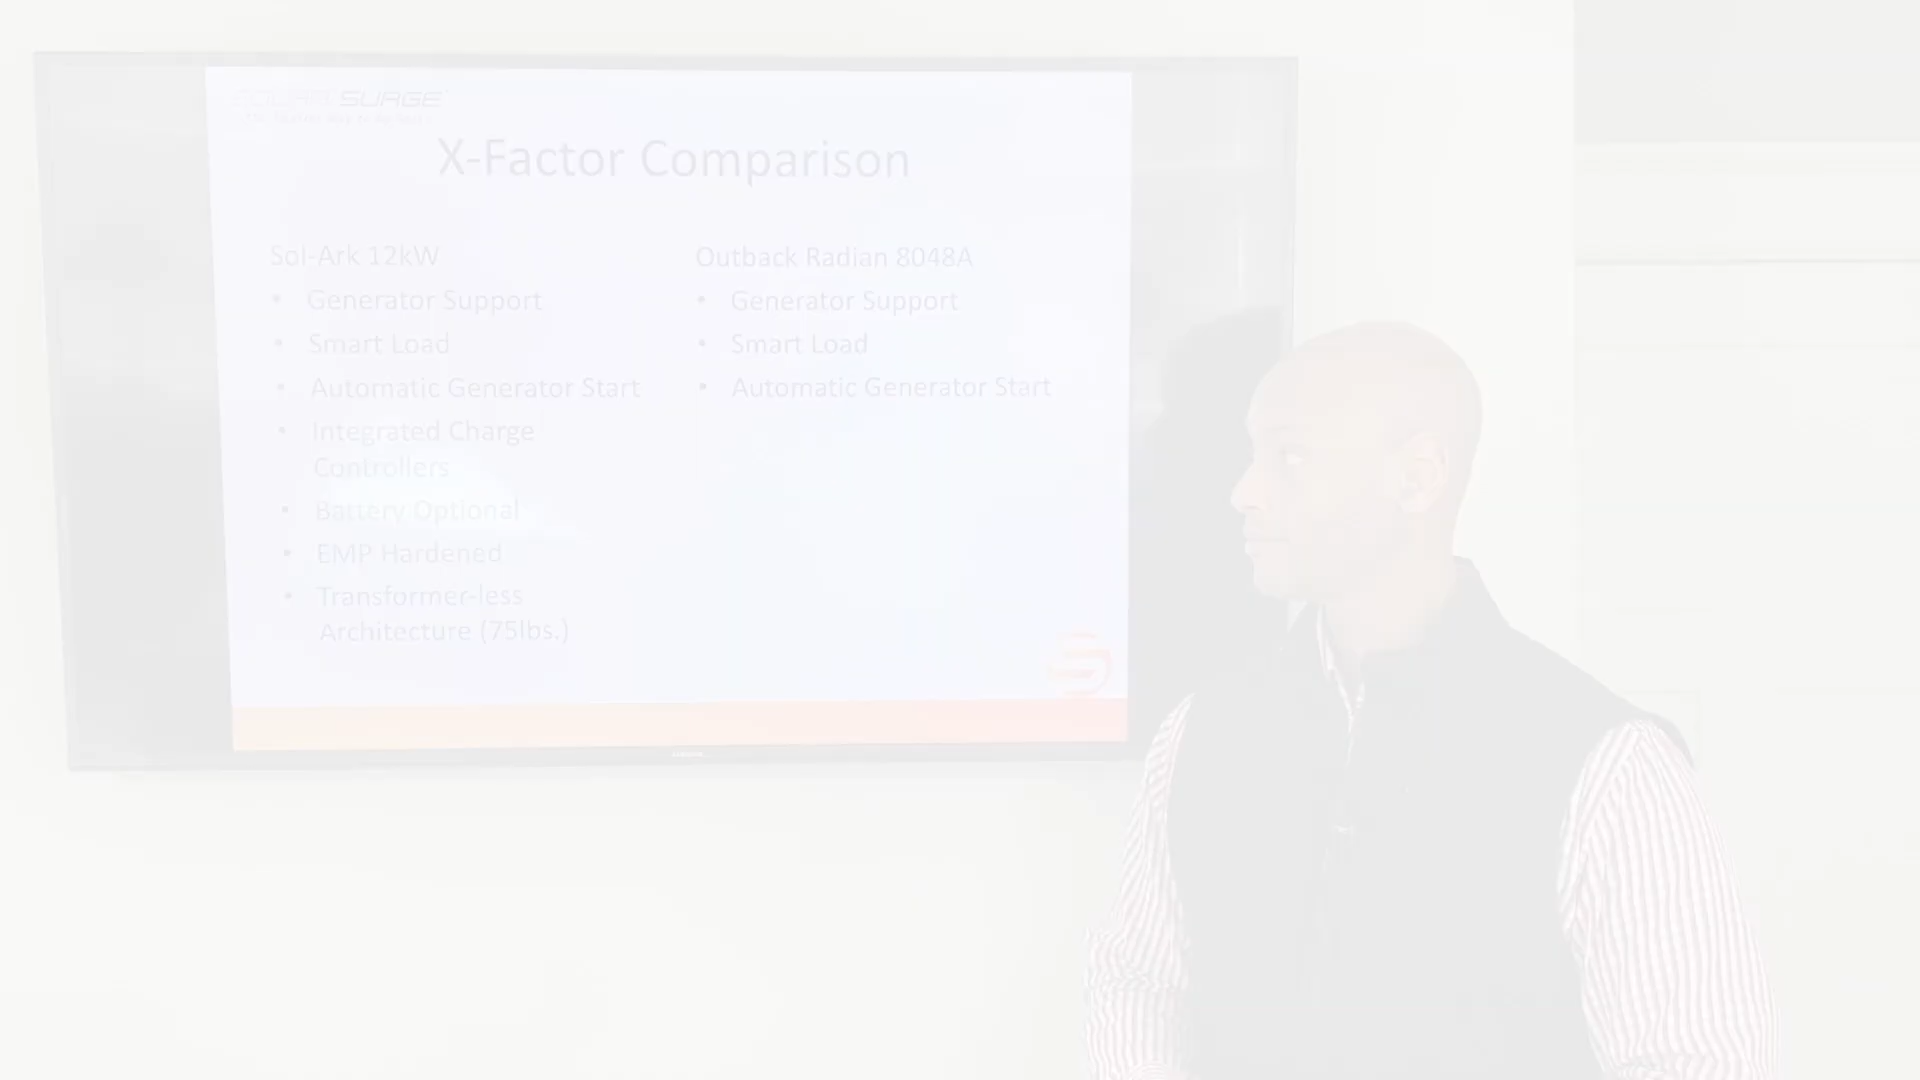 SOLAR SURGE
X-Factor Comparison
Sol-Ark 12kW
• Generator Support
• Smart Load
• Automatic Generator Start
• Integrated Charge
Controllers
• Battery Optional
• EMP Hardened
• Transformer-less
Architecture (75lbs.)
Outback Radian 8048A
• Generator Support
• Smart Load
• Automatic Generator Start